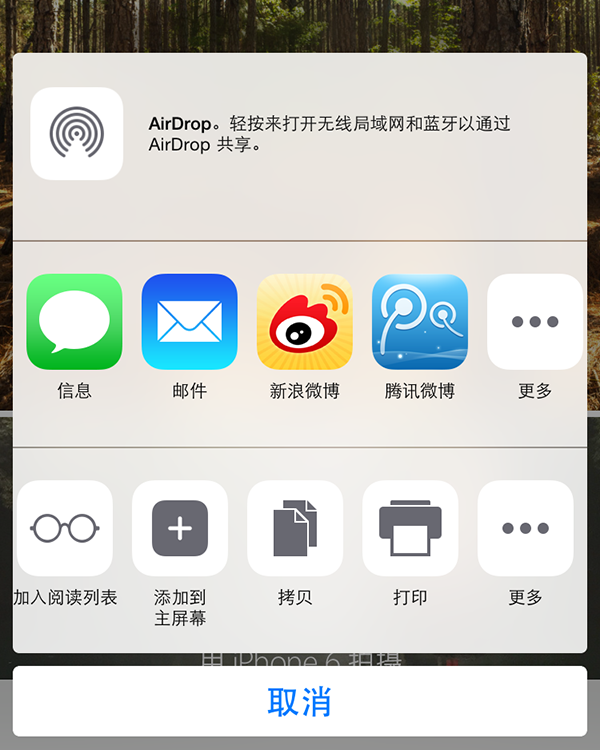 AirDrop。轻按来打开无线局域网和蓝牙以通过
AirDrop 共享。
信息
邮件
新浪微博
腾讯微博
更多
加入阅读列表
添加到
主屏幕
拷贝
打印
更多
用 iPhone 6 拍摄
取消